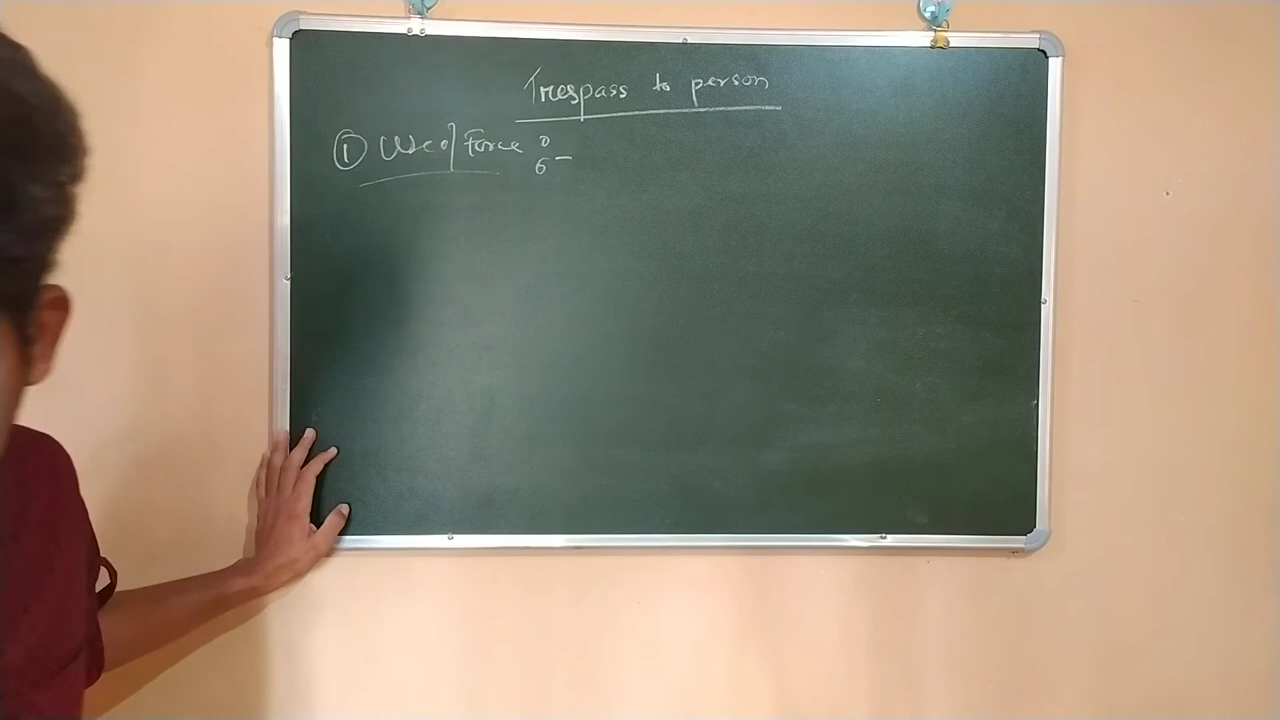 Trespass to person
① Use of Force :-